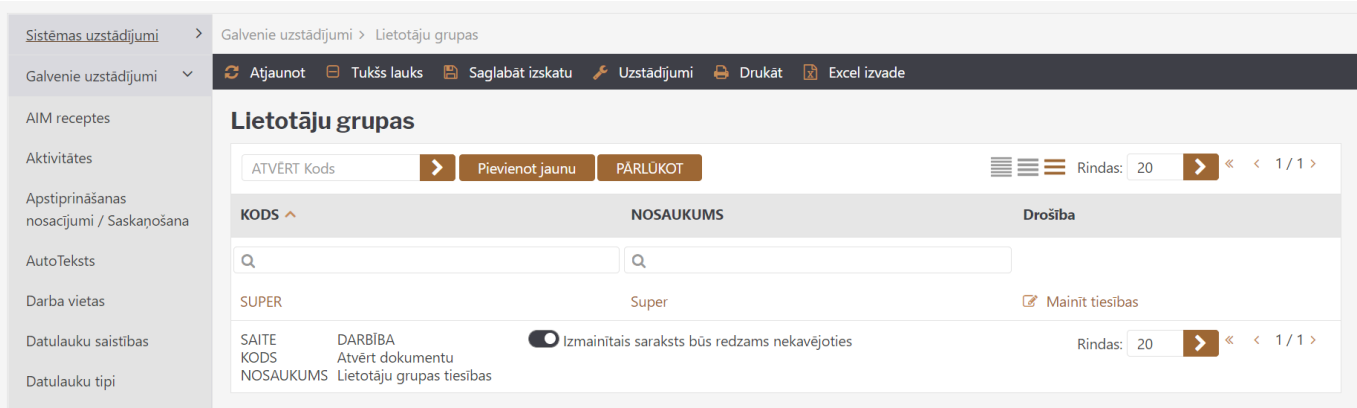 Sistēmas uzstādījumi
Galvenie uzstādījumi
AIM receptes
Aktivitātes
Apstiprināšanas
nosacījumi / Saskaņošana
AutoTeksts
Darba vietas
Datulauku saistības
Datulauku tipi
Galvenie uzstādījumi > Lietotāju grupas
Atjaunot Tukšs lauks Saglabāt izskatu Uzstādījumi Drukāt Excel izvade
Lietotāju grupas
ATVĒRT Kods Pievienot jaunu PĀRLŪKOT Rindas: 20 « < 1 / 1 >
KODS NOSAUKUMS Drošība
SUPER Super Mainīt tiesības
SAITE DARBĪBA Izmainītais saraksts būs redzams nekavējoties Rindas: 20 « < 1 / 1 >
KODS Atvērt dokumentu
NOSAUKUMS Lietotāju grupas tiesības